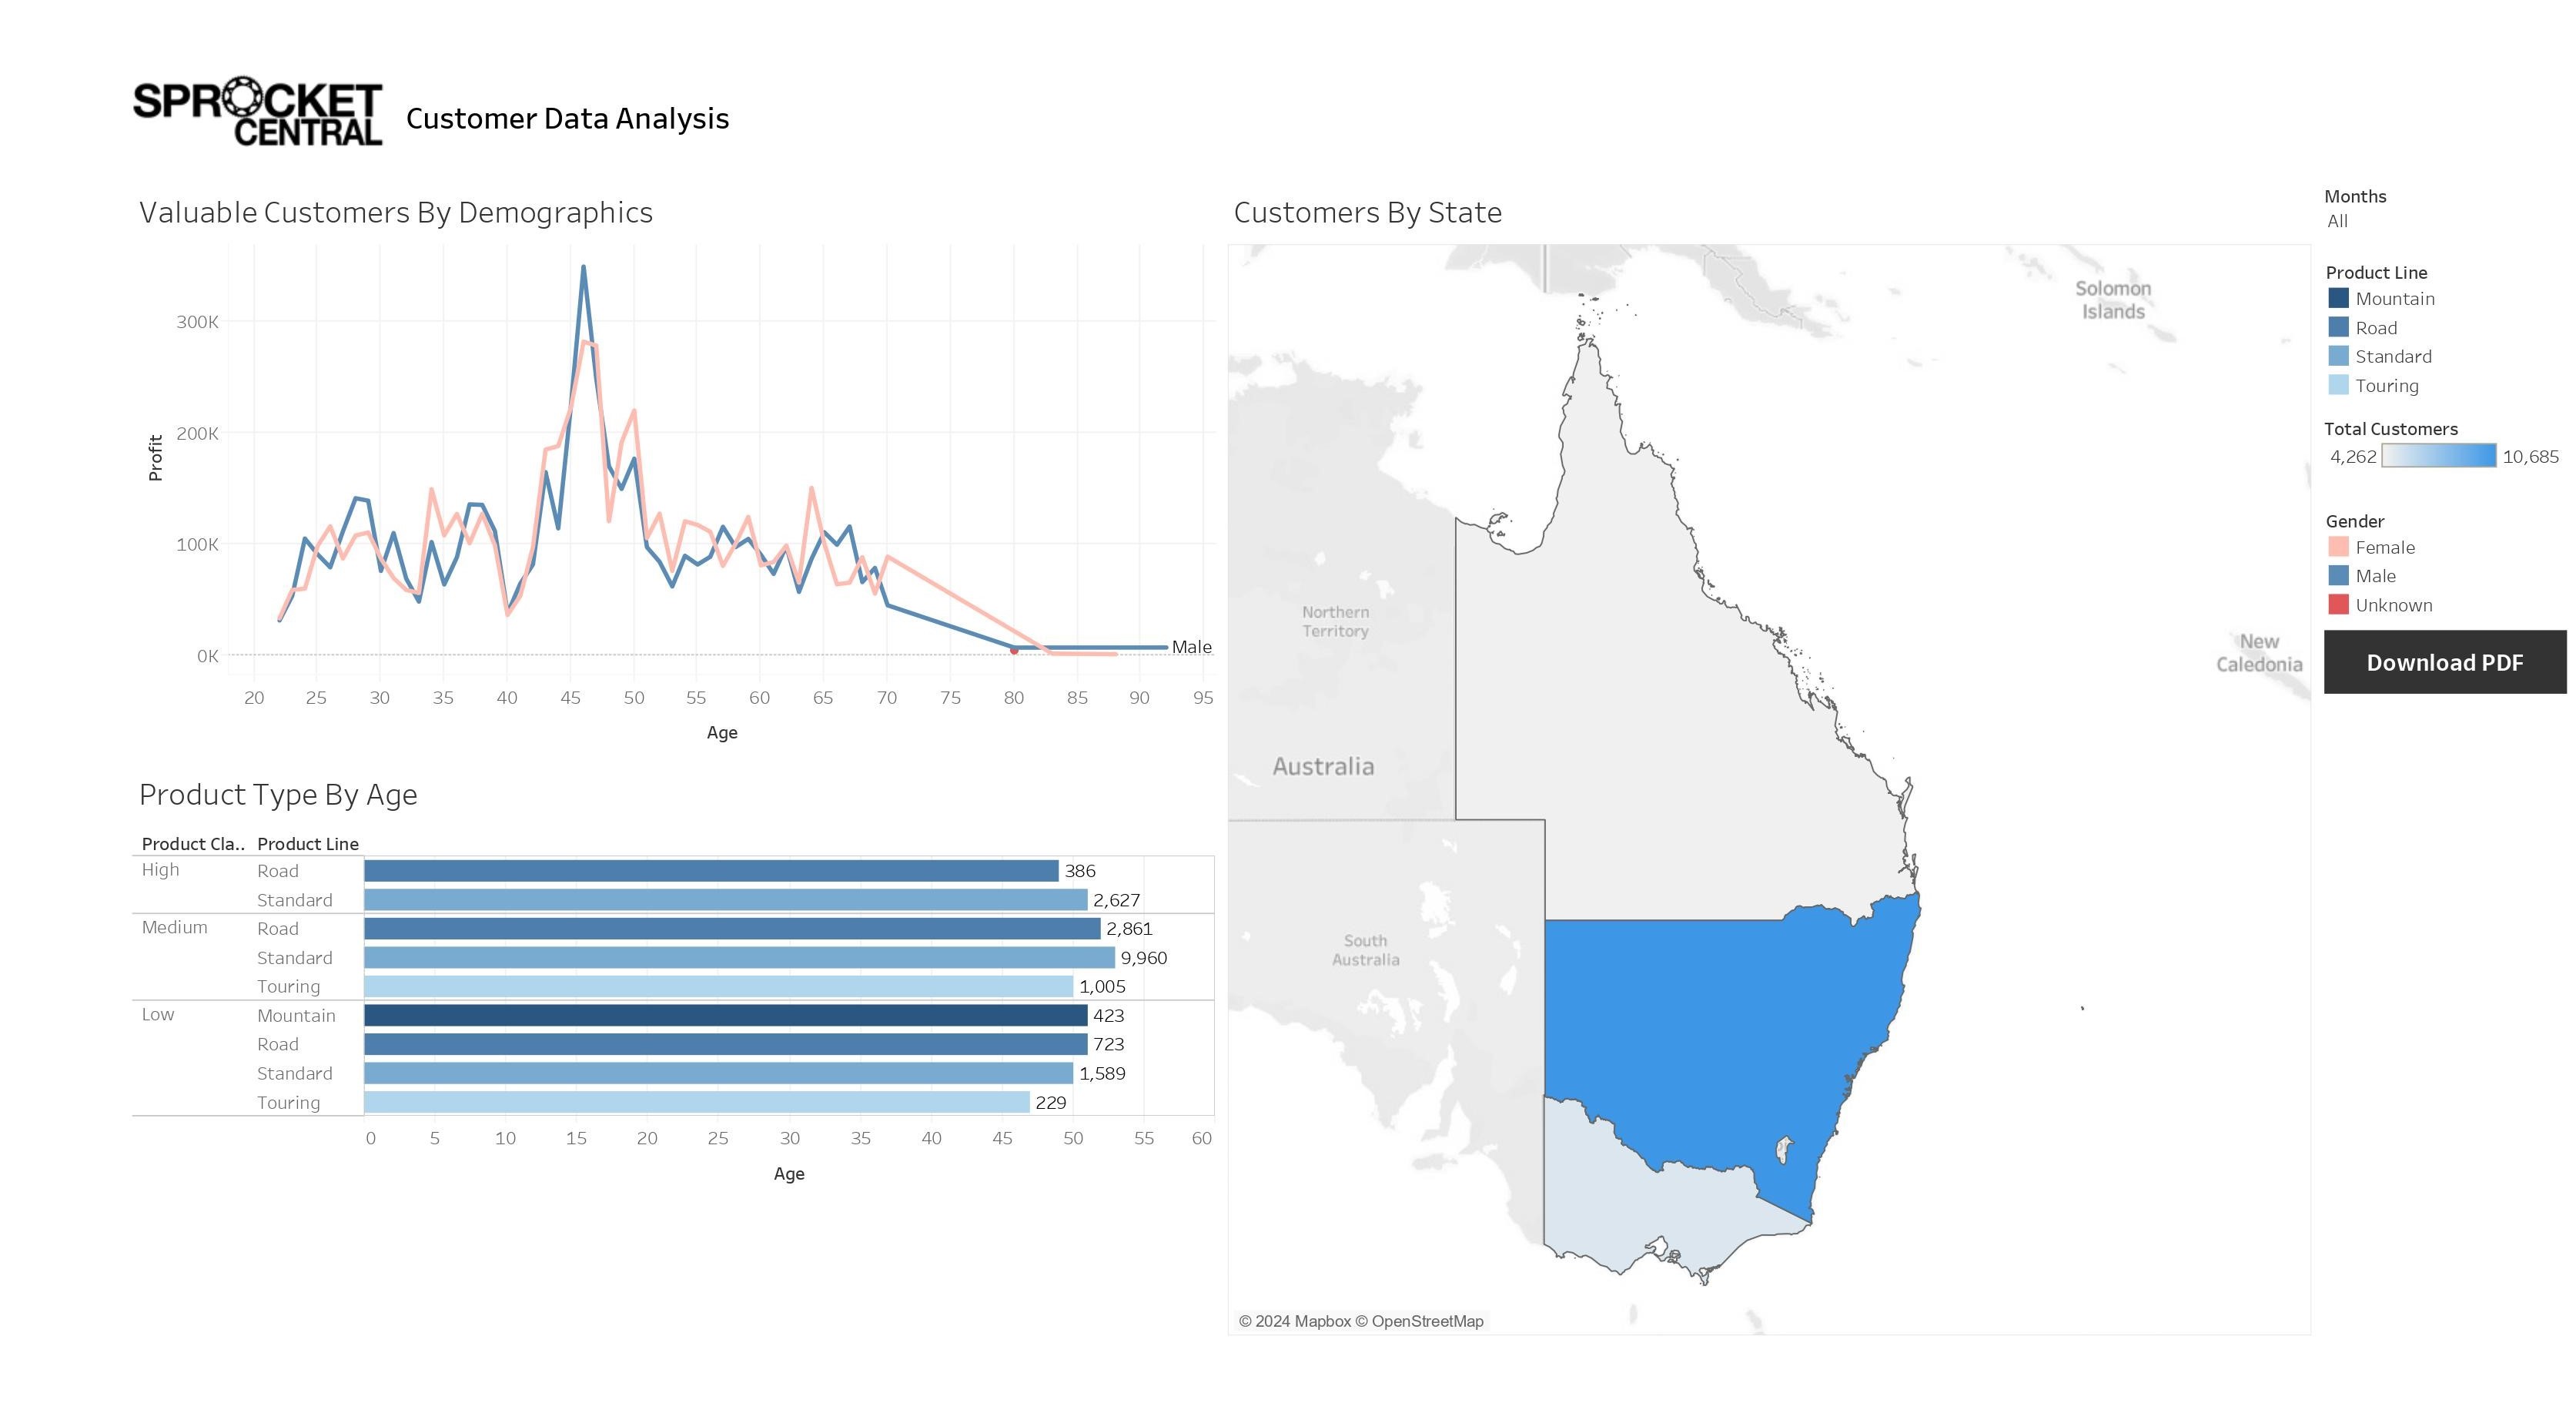 SPROCKET
CENTRAL
Customer Data Analysis
Valuable Customers By Demographics
300K
200K
100K
0K
Profit
Male
20 25 30 35 40 45 50 55 60 65 70 75 80 85 90 95
Age
Product Type By Age
Product Cla.. Product Line
High Road 386
Standard 2,627
Medium Road 2,861
Standard 9,960
Touring 1,005
Low Mountain 423
Road 723
Standard 1,589
Touring 229
0 5 10 15 20 25 30 35 40 45 50 55 60
Age
Customers By State
Solomon
Islands
Northern
Territory
New
Caledonia
Australia
South
Australia
© 2024 Mapbox © OpenStreetMap
Months
All
Product Line
Mountain
Road
Standard
Touring
Total Customers
4,262 10,685
Gender
Female
Male
Unknown
Download PDF